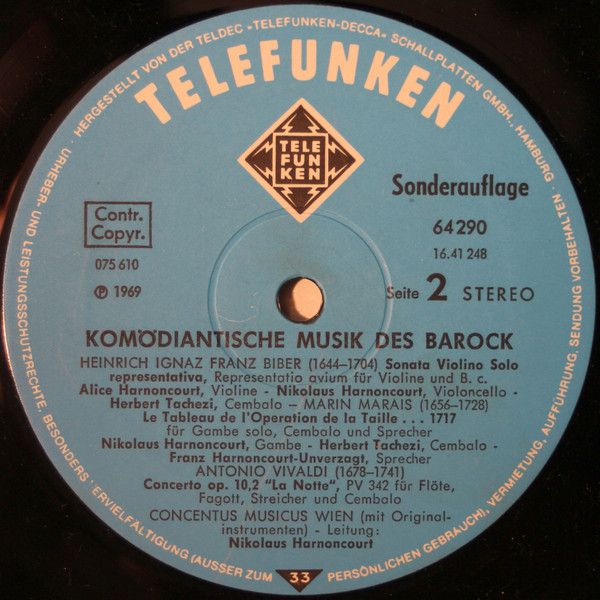 HERGESTELLT VON DER TELDEC »TELEFUNKEN-DECCA« SCHALLPLATTEN GMBH., HAMBURG
URHEBER- UND LEISTUNGSSCHUTZRECHTE, BESONDERS VERVIELFÄLTIGUNG (AUSSER ZUM PERSÖNLICHEN GEBRAUCH), VERMIETUNG, AUFFÜHRUNG, SENDUNG VORBEHALTEN.
TELEFUNKEN
TELE
FUN
KEN
Sonderauflage
Contr.
Copyr.
64290
16.41 248
075 610
℗ 1969
Seite 2 STEREO
KOMÖDIANTISCHE MUSIK DES BAROCK
HEINRICH IGNAZ FRANZ BIBER (1644–1704) Sonata Violino Solo
representativa, Representatio avium für Violine und B. c.
Alice Harnoncourt, Violine - Nikolaus Harnoncourt, Violoncello -
Herbert Tachezi, Cembalo – MARIN MARAIS (1656–1728)
Le Tableau de l'Operation de la Taille . . . 1717
für Gambe solo, Cembalo und Sprecher
Nikolaus Harnoncourt, Gambe - Herbert Tachezi, Cembalo -
Franz Harnoncourt-Unverzagt, Sprecher
ANTONIO VIVALDI (1678–1741)
Concerto op. 10,2 "La Notte", PV 342 für Flöte,
Fagott, Streicher und Cembalo
CONCENTUS MUSICUS WIEN (mit Original-
instrumenten) - Leitung:
Nikolaus Harnoncourt
33